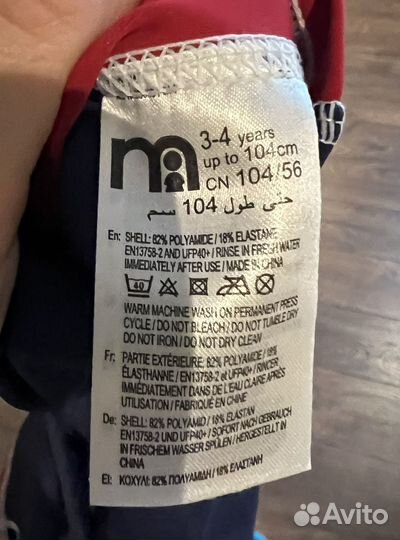 m
3-4 years
up to 104cm
CN 104/56
حتى طول 104 سم
En: SHELL: 82% POLYAMIDE / 18% ELASTANE
EN13758-2 AND UFP40+ / RINSE IN FRESH WATER
IMMEDIATELY AFTER USE / MADE IN CHINA
40
WARM MACHINE WASH ON PERMANENT PRESS
CYCLE / DO NOT BLEACH / DO NOT TUMBLE DRY
DO NOT IRON / DO NOT DRY CLEAN
Fr: PARTIE EXTÉRIEURE: 82% POLYAMIDE / 18%
ÉLASTHANNE / EN13758-2 et UFP40+ / RINCER
IMMÉDIATEMENT DANS DE L'EAU CLAIRE APRÈS
UTILISATION / FABRIQUÉ EN CHINE
De: SHELL: 82% POLYAMID / 18% ELASTAN
EN13758-2 UND UFP40+ / SOFORT NACH GEBRAUCH
IN FRISCHEM WASSER SPÜLEN / HERGESTELLT IN
CHINA
El: ΚΟΧΥΛΙ: 82% ΠΟΛΥΑΜΙΔΗ / 18% ΕΛΑΣΤΑΝΗ
Avito